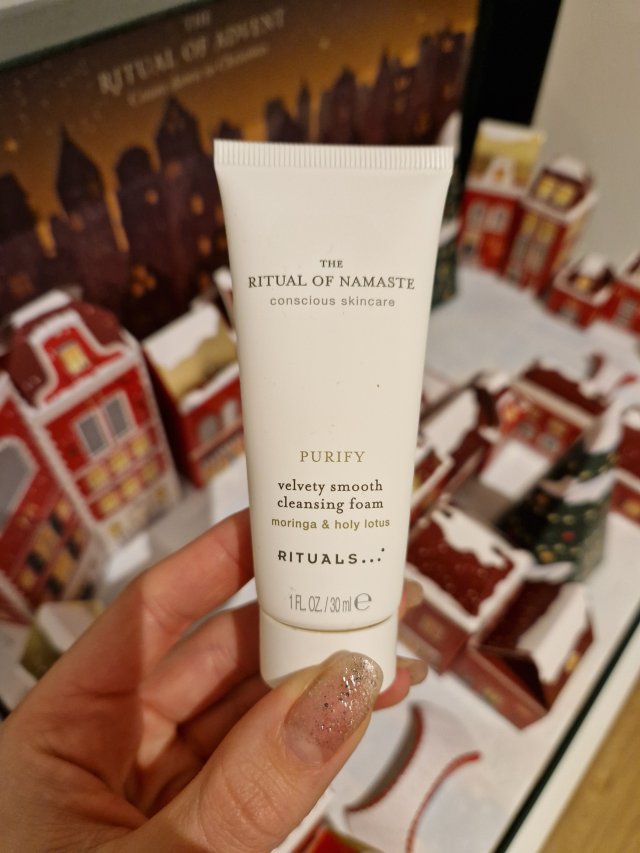 THE
RITUAL OF ADVENT
THE
RITUAL OF NAMASTE
conscious skincare
PURIFY
velvety smooth
cleansing foam
moringa & holy lotus
RITUALS...
1 FL. OZ. / 30 ml ℮